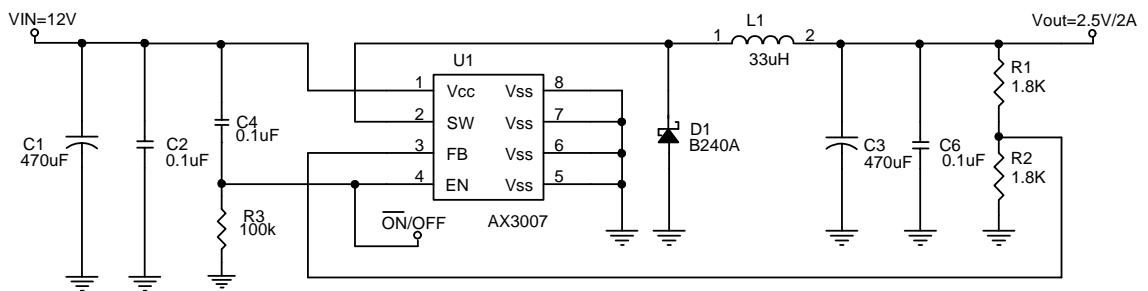 VIN=12V
L1
Vout=2.5V/2A
1
2
33uH
U1
R1
1.8K
1
Vcc
Vss
8
2
SW
Vss
7
3
FB
Vss
6
4
EN
Vss
5
AX3007
C1
470uF
C2
0.1uF
C4
0.1uF
R3
100k
ON/OFF
D1
B240A
C3
470uF
C6
0.1uF
R2
1.8K